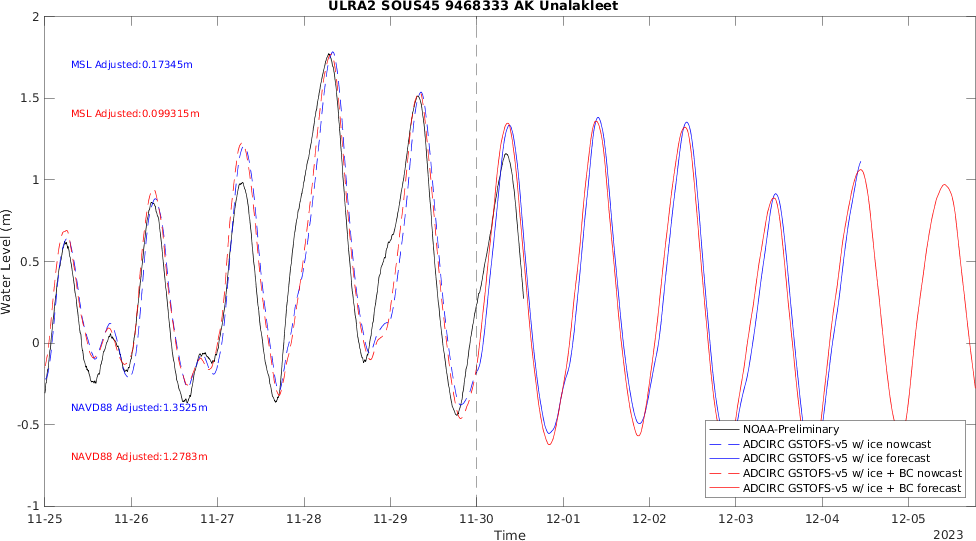 ULRA2 SOUS45 9468333 AK Unalakleet
2
1.5
1
0.5
0
-0.5
-1
Water Level (m)
MSL Adjusted:0.17345m
MSL Adjusted:0.099315m
NAVD88 Adjusted:1.3525m
NAVD88 Adjusted:1.2783m
NOAA-Preliminary
ADCIRC GSTOFS-v5 w/ ice nowcast
ADCIRC GSTOFS-v5 w/ ice forecast
ADCIRC GSTOFS-v5 w/ ice + BC nowcast
ADCIRC GSTOFS-v5 w/ ice + BC forecast
11-25 11-26 11-27 11-28 11-29 11-30 12-01 12-02 12-03 12-04 12-05
Time
2023